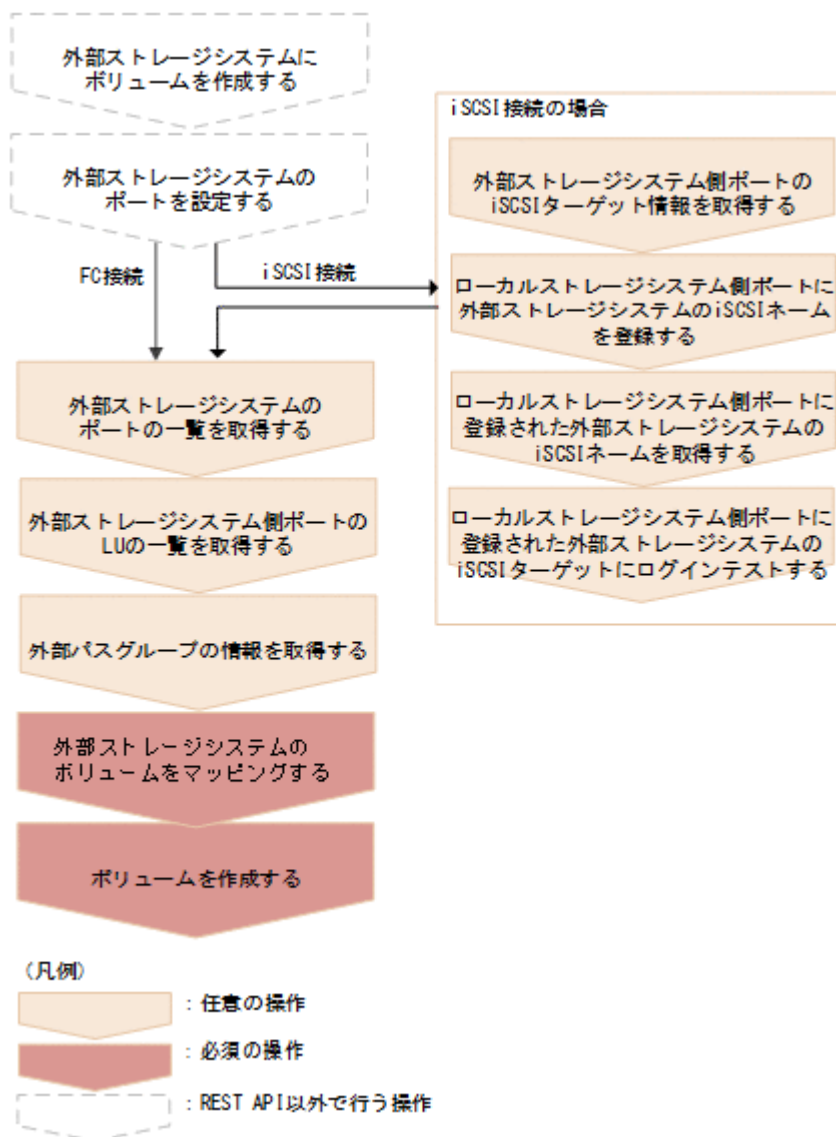 外部ストレージシステムに
ボリュームを作成する
外部ストレージシステムの
ポートを設定する
FC接続
iSCSI接続
iSCSI接続の場合
外部ストレージシステム側ポートの
iSCSIターゲット情報を取得する
ローカルストレージシステム側ポートに
外部ストレージシステムのiSCSIネーム
を登録する
ローカルストレージシステム側ポートに
登録された外部ストレージシステムの
iSCSIネームを取得する
ローカルストレージシステム側ポートに
登録された外部ストレージシステムの
iSCSIターゲットにログインテストする
外部ストレージシステムの
ポートの一覧を取得する
外部ストレージシステム側ポートの
LUの一覧を取得する
外部パスグループの情報を取得する
外部ストレージシステムの
ボリュームをマッピングする
ボリュームを作成する
(凡例)
：任意の操作
：必須の操作
：REST API以外で行う操作